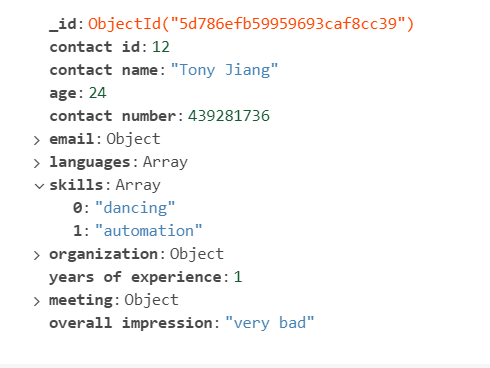 _id: ObjectId("5d786efb59959693caf8cc39")
contact id: 12
contact name: "Tony Jiang"
age: 24
contact number: 439281736
email: Object
languages: Array
skills: Array
0: "dancing"
1: "automation"
organization: Object
years of experience: 1
meeting: Object
overall impression: "very bad"